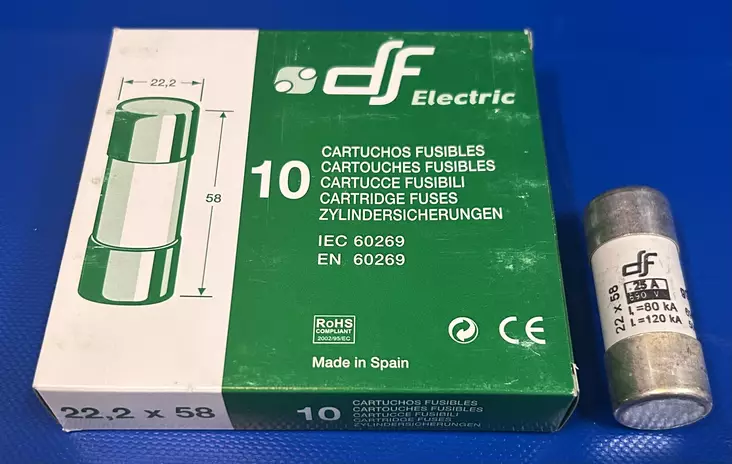 22,2
58
df Electric
10
CARTUCHOS FUSIBLES
CARTOUCHES FUSIBLES
CARTUCCE FUSIBILI
CARTRIDGE FUSES
ZYLINDERSICHERUNGEN
IEC 60269
EN 60269
RoHS
COMPLIANT
2002/95/EC
CE
Made in Spain
22,2 x 58
10
CARTUCHOS FUSIBLES
CARTOUCHES FUSIBLES
CARTUCCE FUSIBILI
CARTRIDGE FUSES
ZYLINDERSICHERUNGEN
df
25 A
690 V
22 x 58
=80 kA
=120 kA